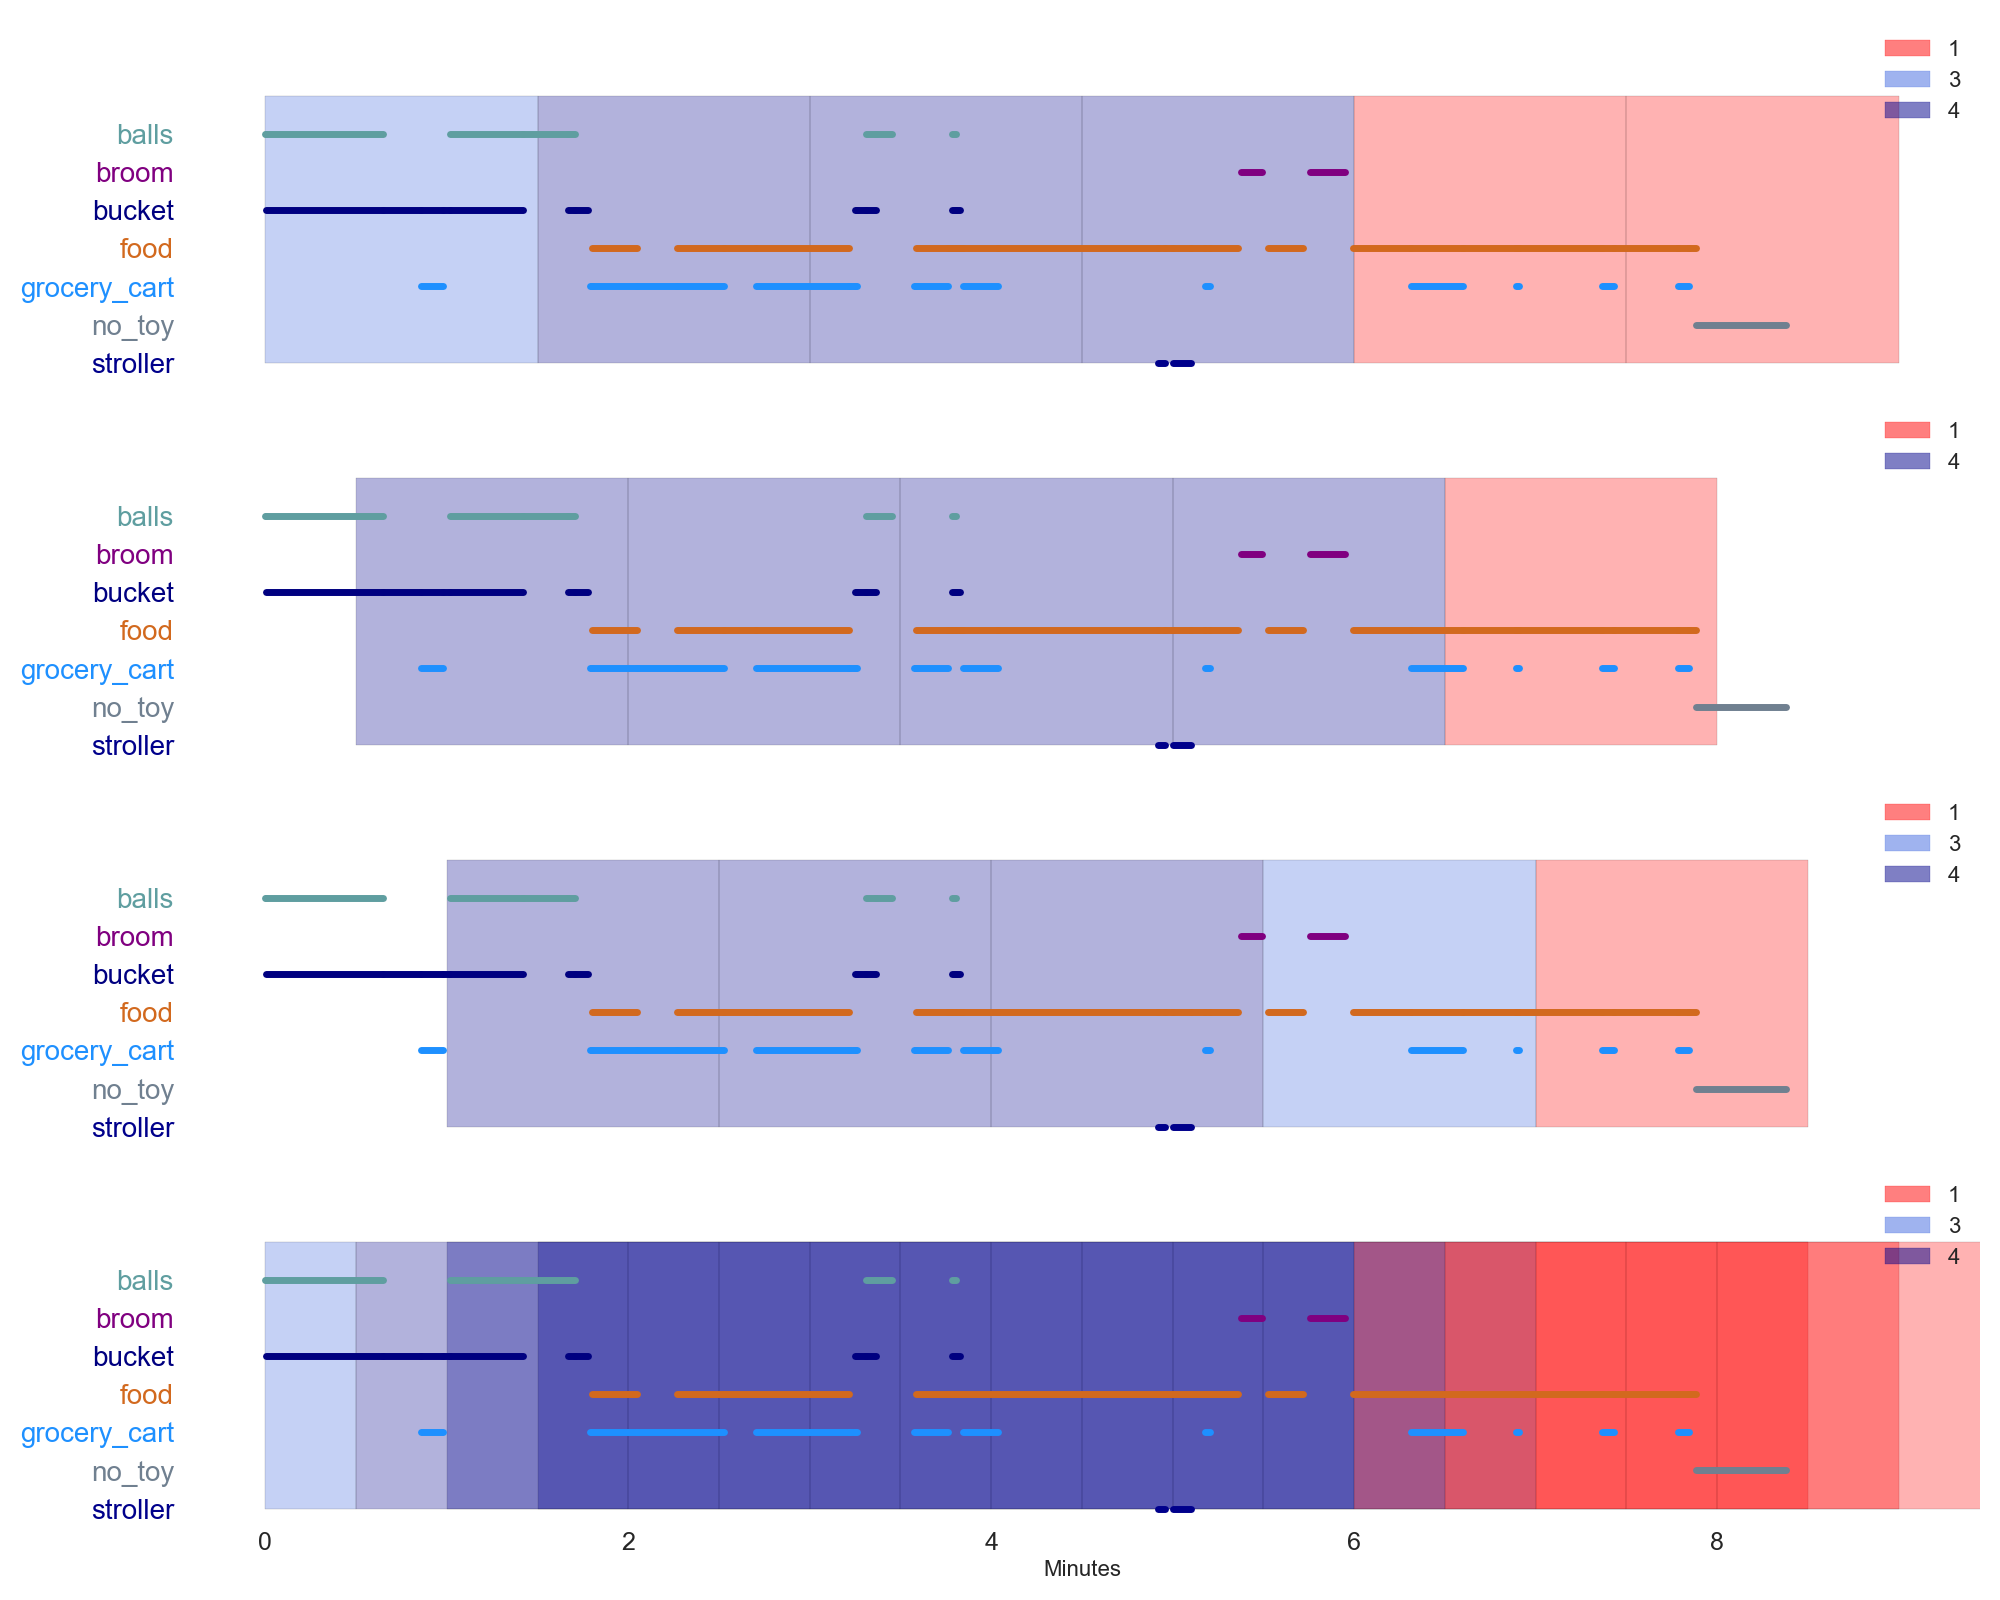 1
3
4
balls
broom
bucket
food
grocery_cart
no_toy
stroller
1
4
balls
broom
bucket
food
grocery_cart
no_toy
stroller
1
3
4
balls
broom
bucket
food
grocery_cart
no_toy
stroller
1
3
4
balls
broom
bucket
food
grocery_cart
no_toy
stroller
0 2 4 6 8
Minutes